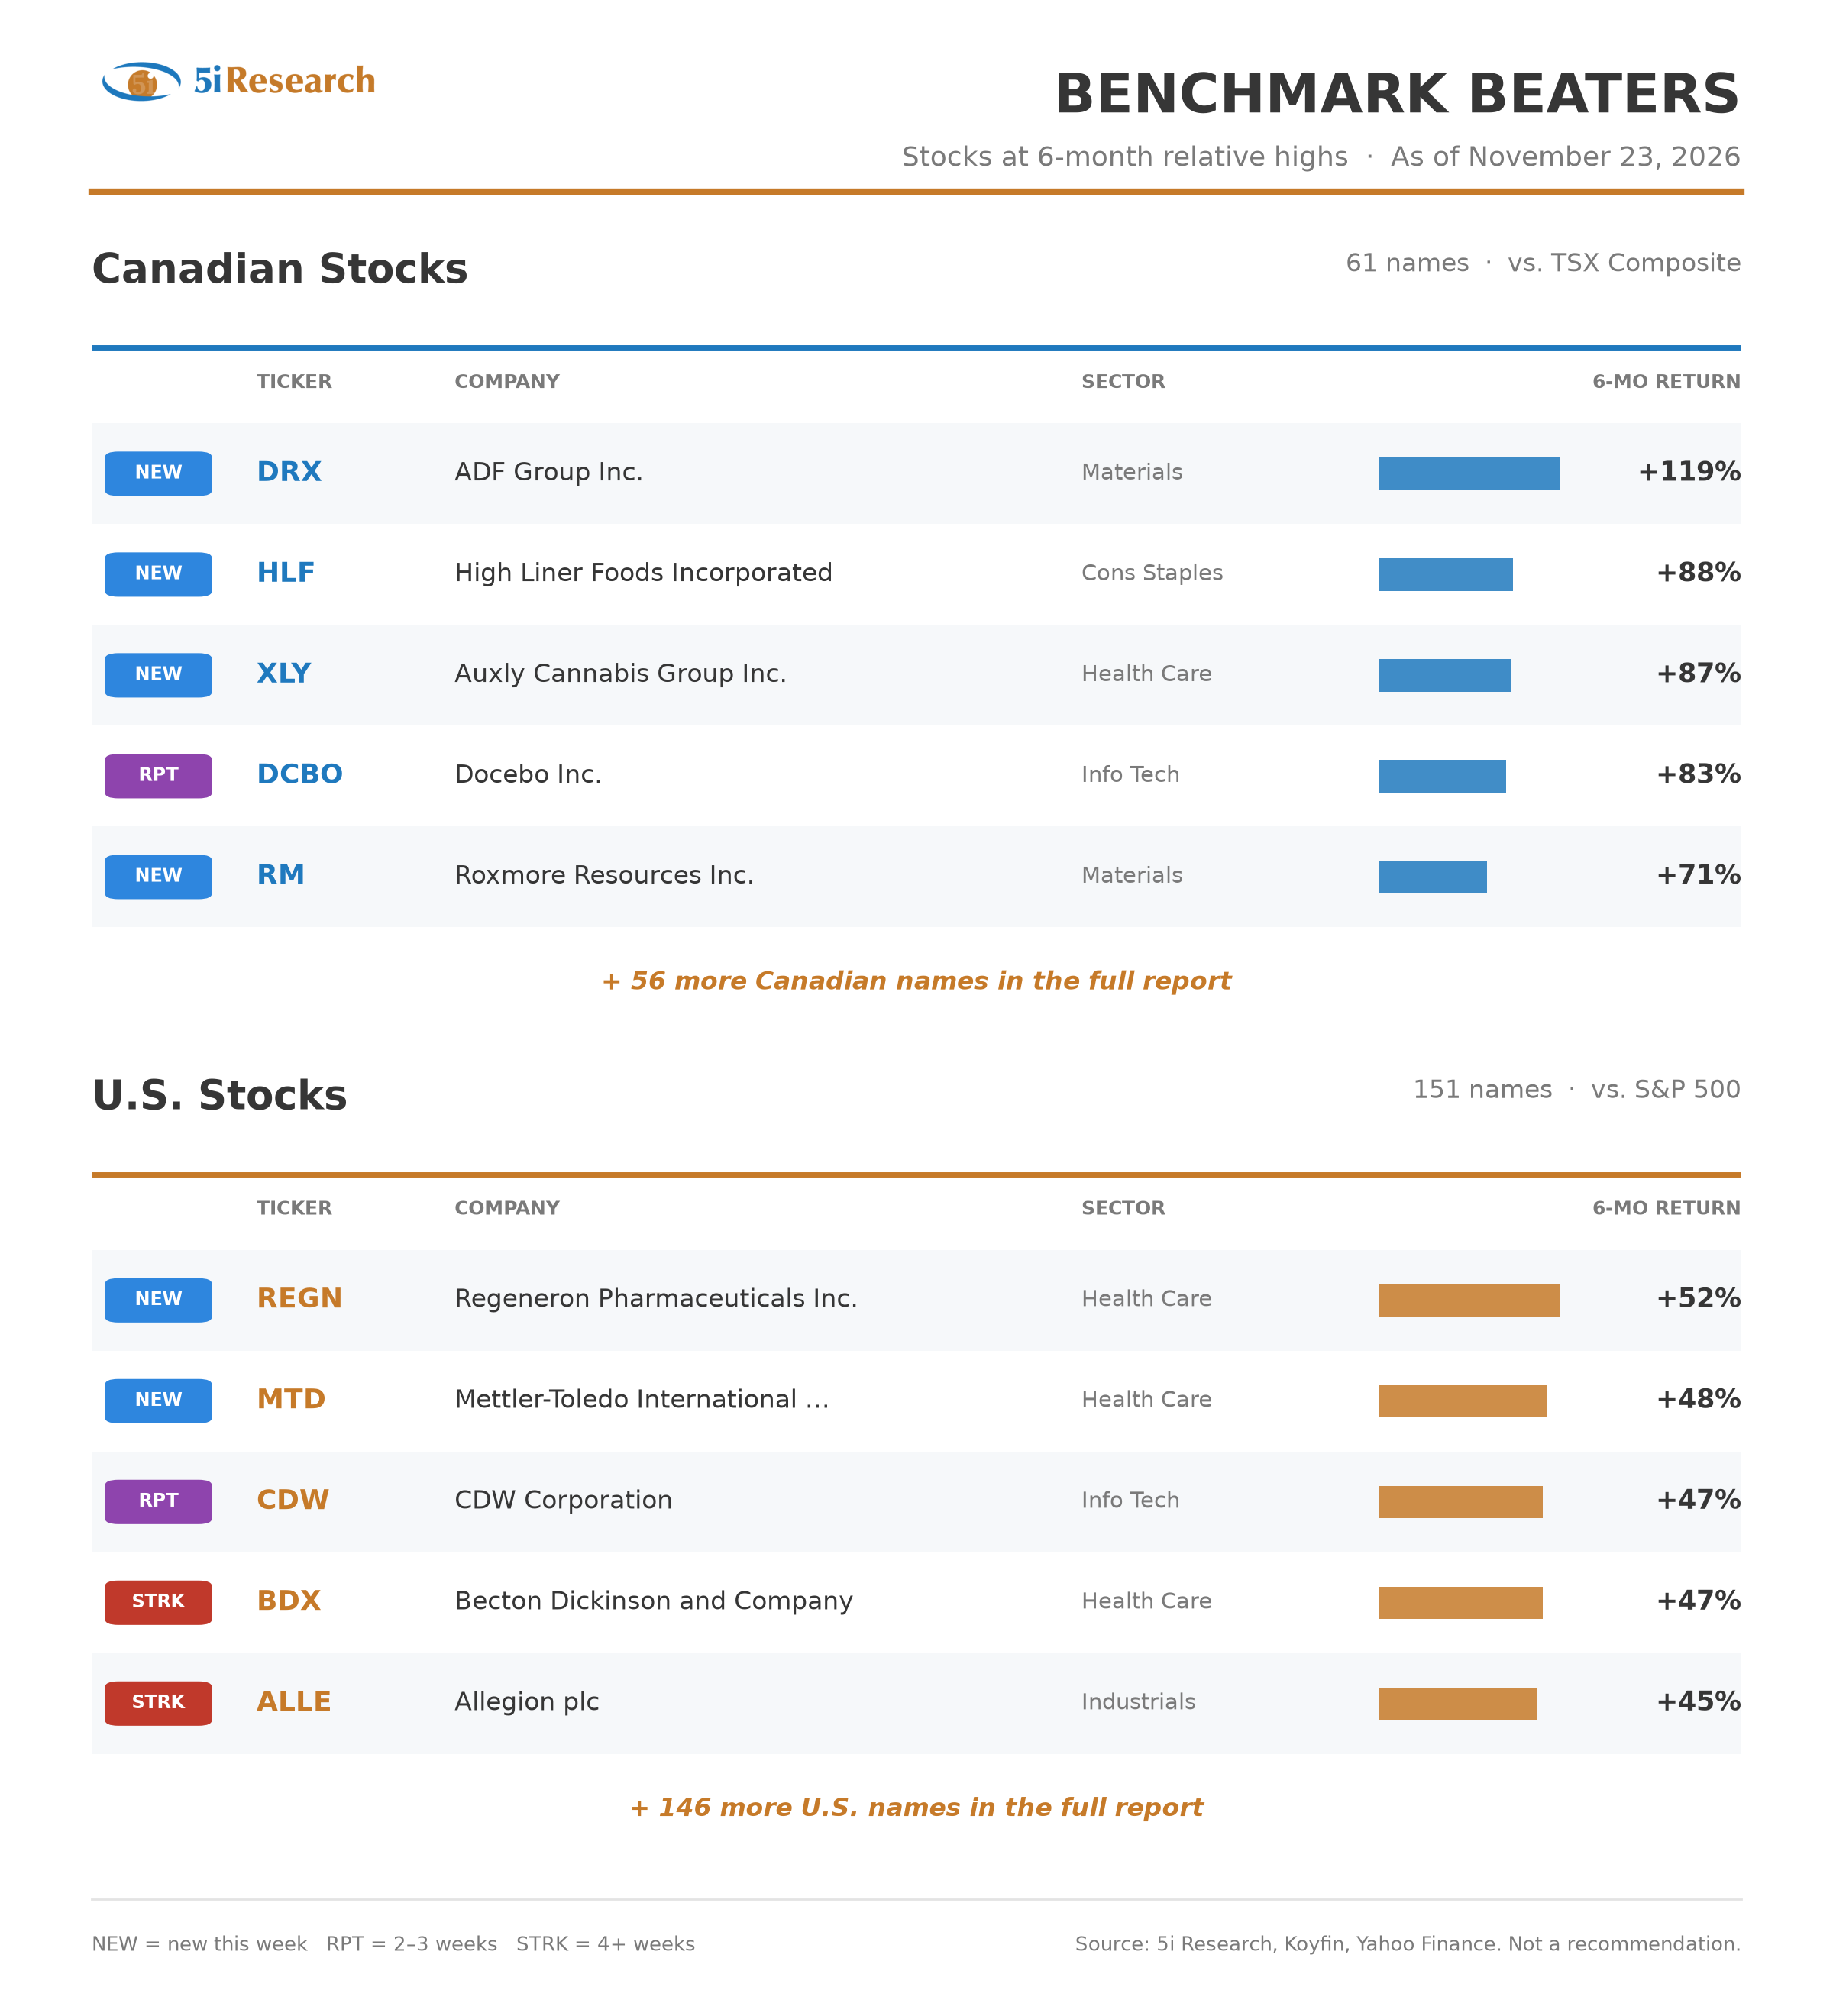 5i 5iResearch
BENCHMARK BEATERS
Stocks at 6-month relative highs · As of November 23, 2026
Canadian Stocks 61 names · vs. TSX Composite
TICKER COMPANY SECTOR 6-MO RETURN
NEW DRX ADF Group Inc. Materials +119%
NEW HLF High Liner Foods Incorporated Cons Staples +88%
NEW XLY Auxly Cannabis Group Inc. Health Care +87%
RPT DCBO Docebo Inc. Info Tech +83%
NEW RM Roxmore Resources Inc. Materials +71%
+ 56 more Canadian names in the full report
U.S. Stocks 151 names · vs. S&P 500
TICKER COMPANY SECTOR 6-MO RETURN
NEW REGN Regeneron Pharmaceuticals Inc. Health Care +52%
NEW MTD Mettler-Toledo International ... Health Care +48%
RPT CDW CDW Corporation Info Tech +47%
STRK BDX Becton Dickinson and Company Health Care +47%
STRK ALLE Allegion plc Industrials +45%
+ 146 more U.S. names in the full report
NEW = new this week RPT = 2–3 weeks STRK = 4+ weeks Source: 5i Research, Koyfin, Yahoo Finance. Not a recommendation.